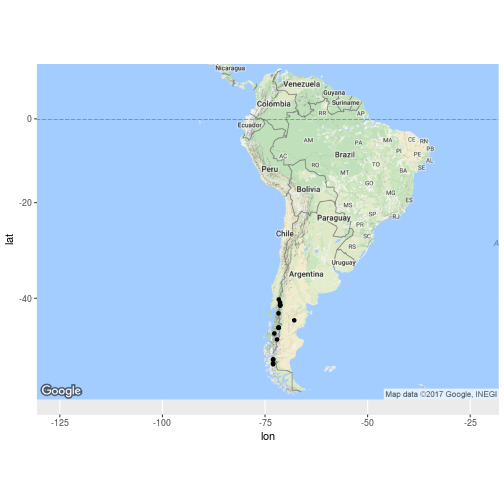 Nicaragua
Venezuela
Guyana
Suriname
Colombia
RR
AP
0
Ecuador
AM
PA
MA
CE
RN
PB
PI
PE
AL
AC
Brazil
TO
SE
RO
BA
Peru
MT
GO
Bolivia
MG
-20
MS
ES
SP
RJ
Paraguay
PR
Chile
SC
RS
lat
Uruguay
Argentina
-40
Google
Map data ©2017 Google, INEGI
-125
-100
-75
-50
-25
lon